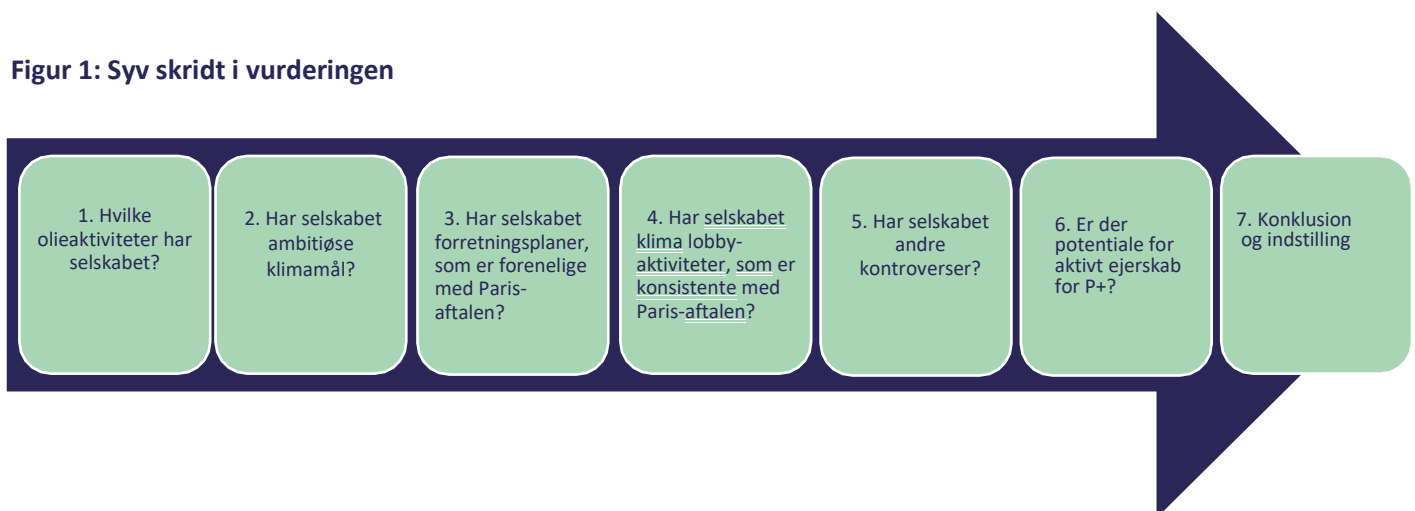 Figur 1: Syv skridt i vurderingen
1. Hvilke
olieaktiviteter har
selskabet?
2. Har selskabet
ambitiøse
klimamål?
3. Har selskabet
forretningsplaner,
som er forenelige
med Paris-
aftalen?
4. Har selskabet
klima lobby-
aktiviteter, som er
konsistente med
Paris-aftalen?
5. Har selskabet
andre
kontroverser?
6. Er der
potentiale for
aktivt ejerskab
for P+?
7. Konklusion
og indstilling